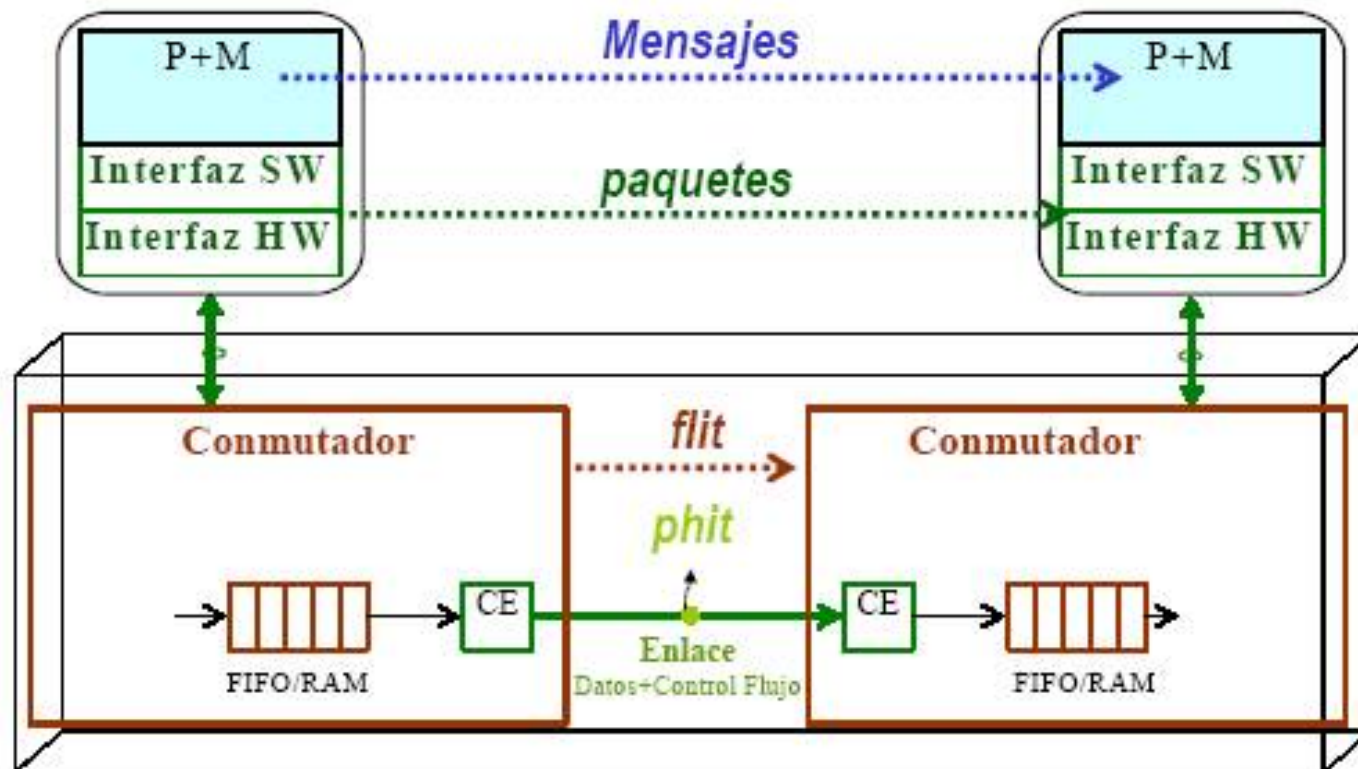 Mensajes
P+M
P+M
Interfaz SW
Interfaz HW
paquetes
Interfaz SW
Interfaz HW
Conmutador
flit
Conmutador
phit
CE
CE
Enlace
Datos+Control Flujo
FIFO/RAM
FIFO/RAM